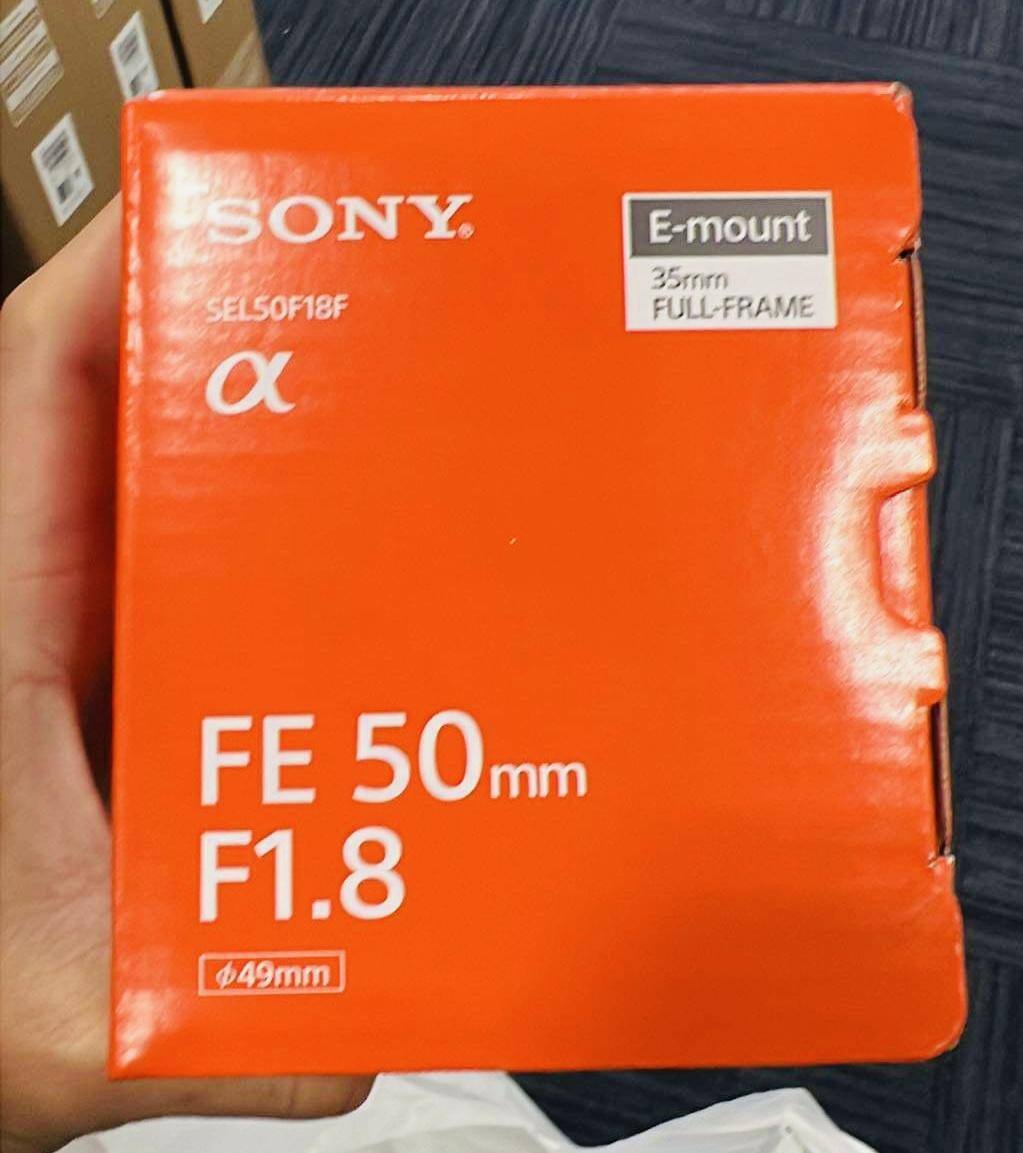 SONY®
SEL50F18F
α
E-mount
35mm
FULL-FRAME
FE 50mm
F1.8
ϕ49mm